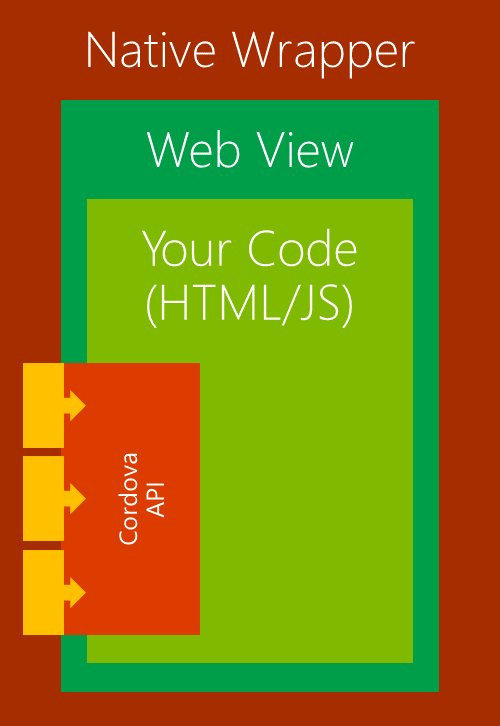 Native Wrapper
Web View
Your Code
(HTML/JS)
Cordova
API